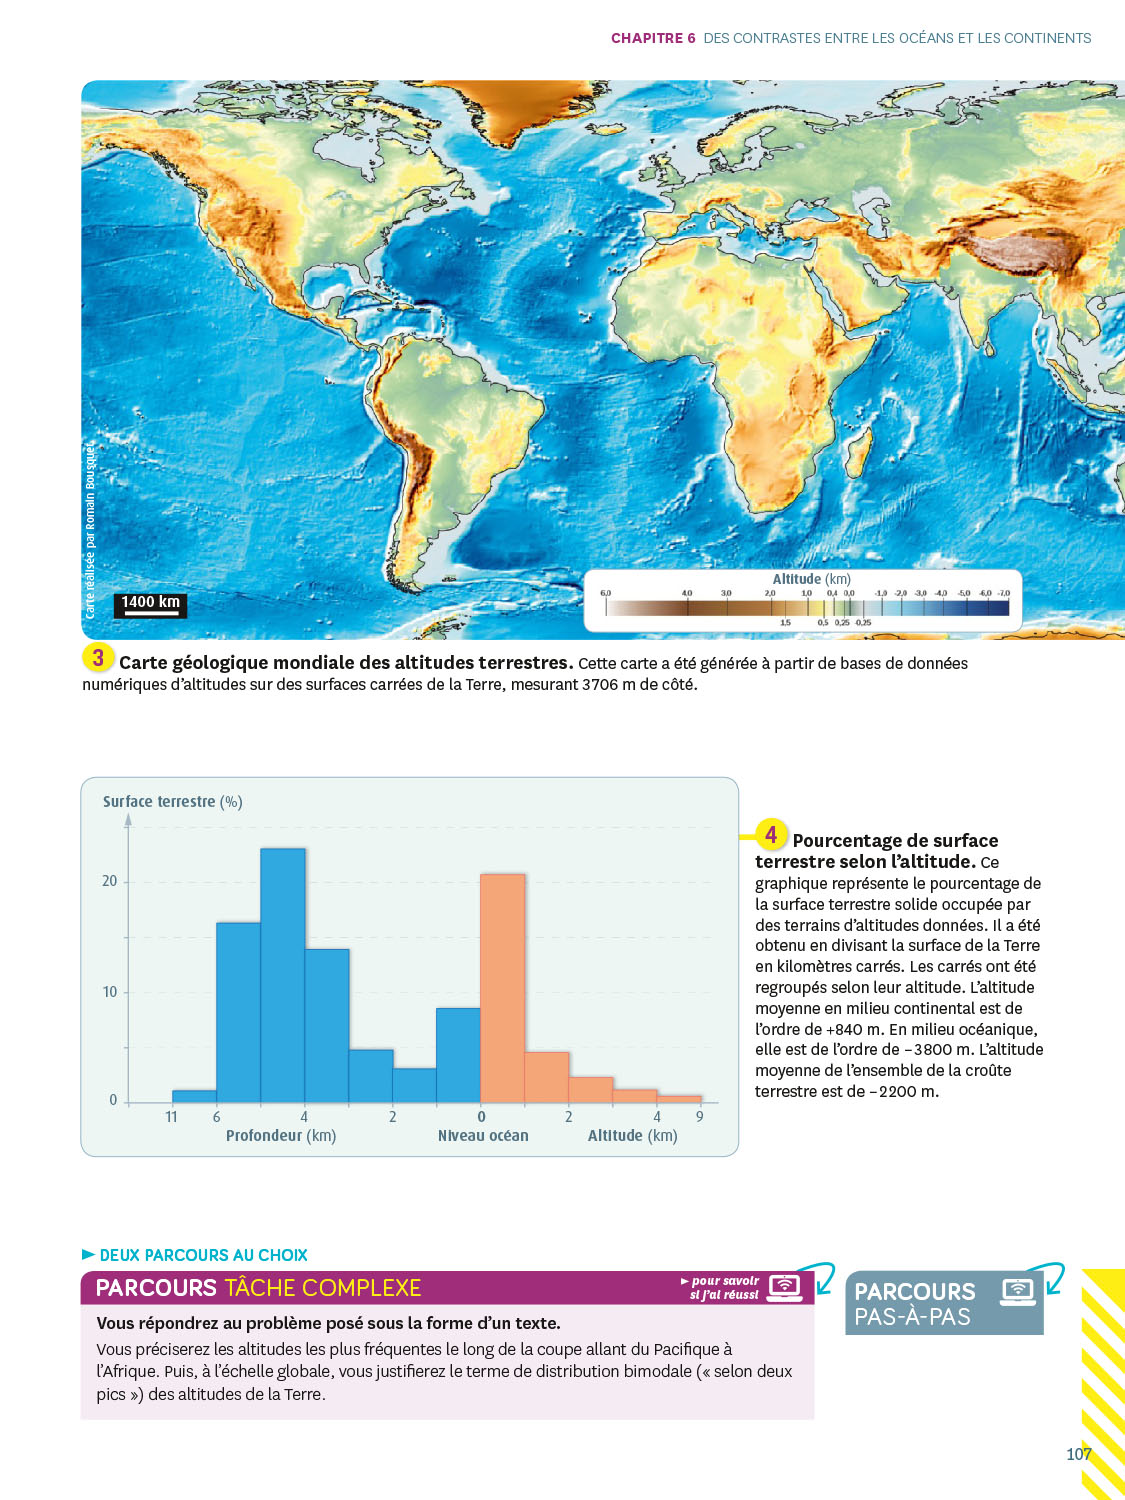 CHAPITRE 6 DES CONTRASTES ENTRE LES OCÉANS ET LES CONTINENTS
Carte réalisée par Romain Bousquet
1400 km
Altitude (km)
6,0 4,0 3,0 2,0 1,0 0,4 0,0 -1,0 -2,0 -3,0 -4,0 -5,0 -6,0 -7,0
1,5 0,5 0,25 -0,25
3 Carte géologique mondiale des altitudes terrestres. Cette carte a été générée à partir de bases de données
numériques d'altitudes sur des surfaces carrées de la Terre, mesurant 3706 m de côté.
Surface terrestre (%)
20
10
0
11 6 4 2 0 2 4 9
Profondeur (km) Niveau océan Altitude (km)
4 Pourcentage de surface
terrestre selon l'altitude. Ce
graphique représente le pourcentage de
la surface terrestre solide occupée par
des terrains d'altitudes données. Il a été
obtenu en divisant la surface de la Terre
en kilomètres carrés. Les carrés ont été
regroupés selon leur altitude. L'altitude
moyenne en milieu continental est de
l'ordre de +840 m. En milieu océanique,
elle est de l'ordre de –3800 m. L'altitude
moyenne de l'ensemble de la croûte
terrestre est de –2200 m.
► DEUX PARCOURS AU CHOIX
PARCOURS TÂCHE COMPLEXE
► pour savoir
si j'ai réussi
Vous répondrez au problème posé sous la forme d'un texte.
Vous préciserez les altitudes les plus fréquentes le long de la coupe allant du Pacifique à
l'Afrique. Puis, à l'échelle globale, vous justifierez le terme de distribution bimodale (« selon deux
pics ») des altitudes de la Terre.
PARCOURS
PAS-À-PAS
107